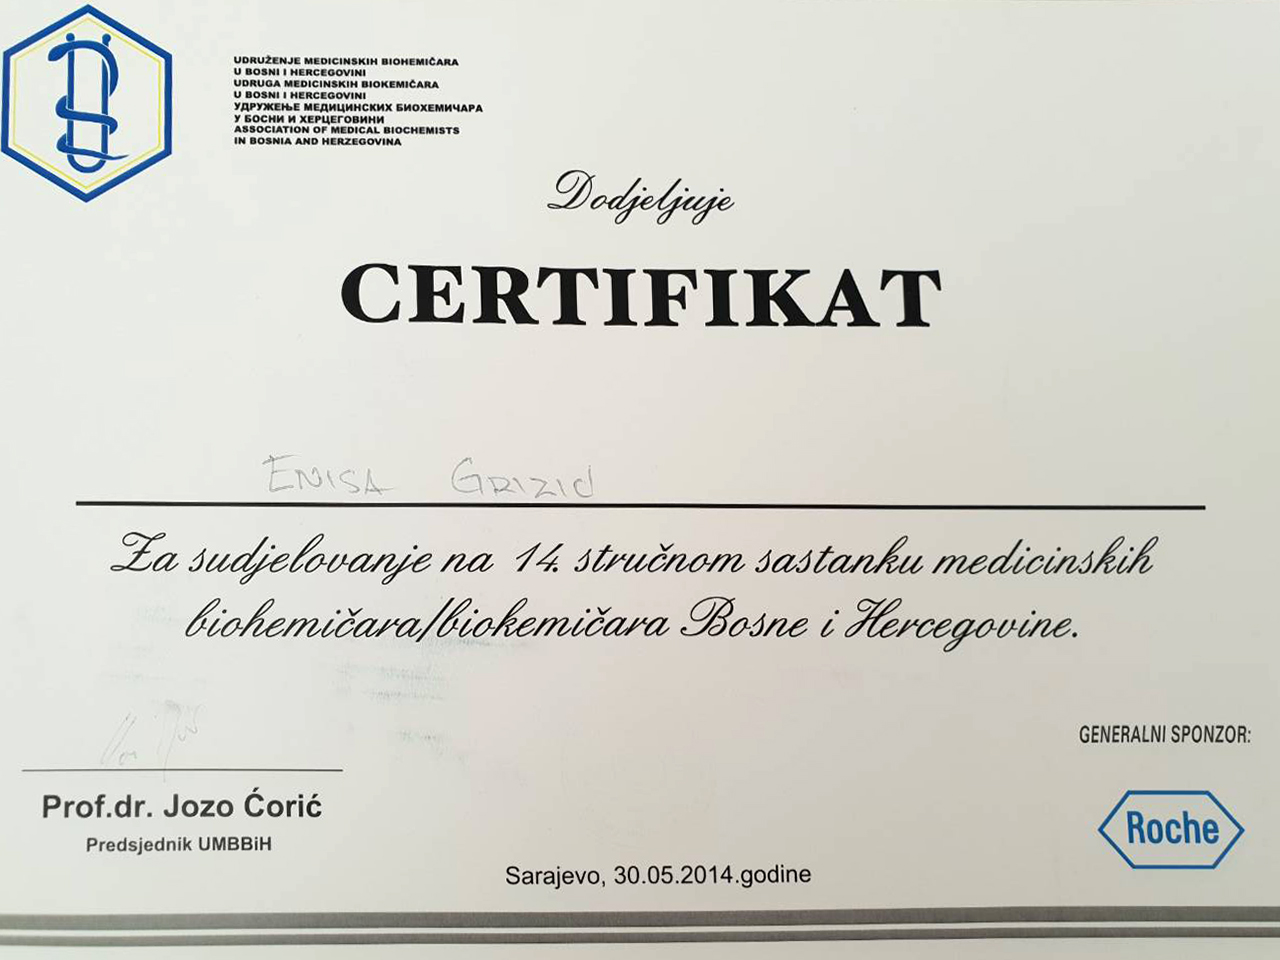 UDRUŽENJE MEDICINSKIH BIOHEMIČARA
U BOSNI I HERCEGOVINI
UDRUGA MEDICINSKIH BIOKEMIČARA
U BOSNI I HERCEGOVINI
УДРУЖЕЊЕ МЕДИЦИНСКИХ БИОХЕМИЧАРА
У БОСНИ И ХЕРЦЕГОВИНИ
ASSOCIATION OF MEDICAL BIOCHEMISTS
IN BOSNIA AND HERZEGOVINA
Dodjeljuje
CERTIFIKAT
ENISA GRIZIĆ
Za sudjelovanje na 14. stručnom sastanku medicinskih
biohemičara/biokemičara Bosne i Hercegovine.
GENERALNI SPONZOR:
Prof.dr. Jozo Ćorić
Predsjednik UMBBiH
Roche
Sarajevo, 30.05.2014.godine